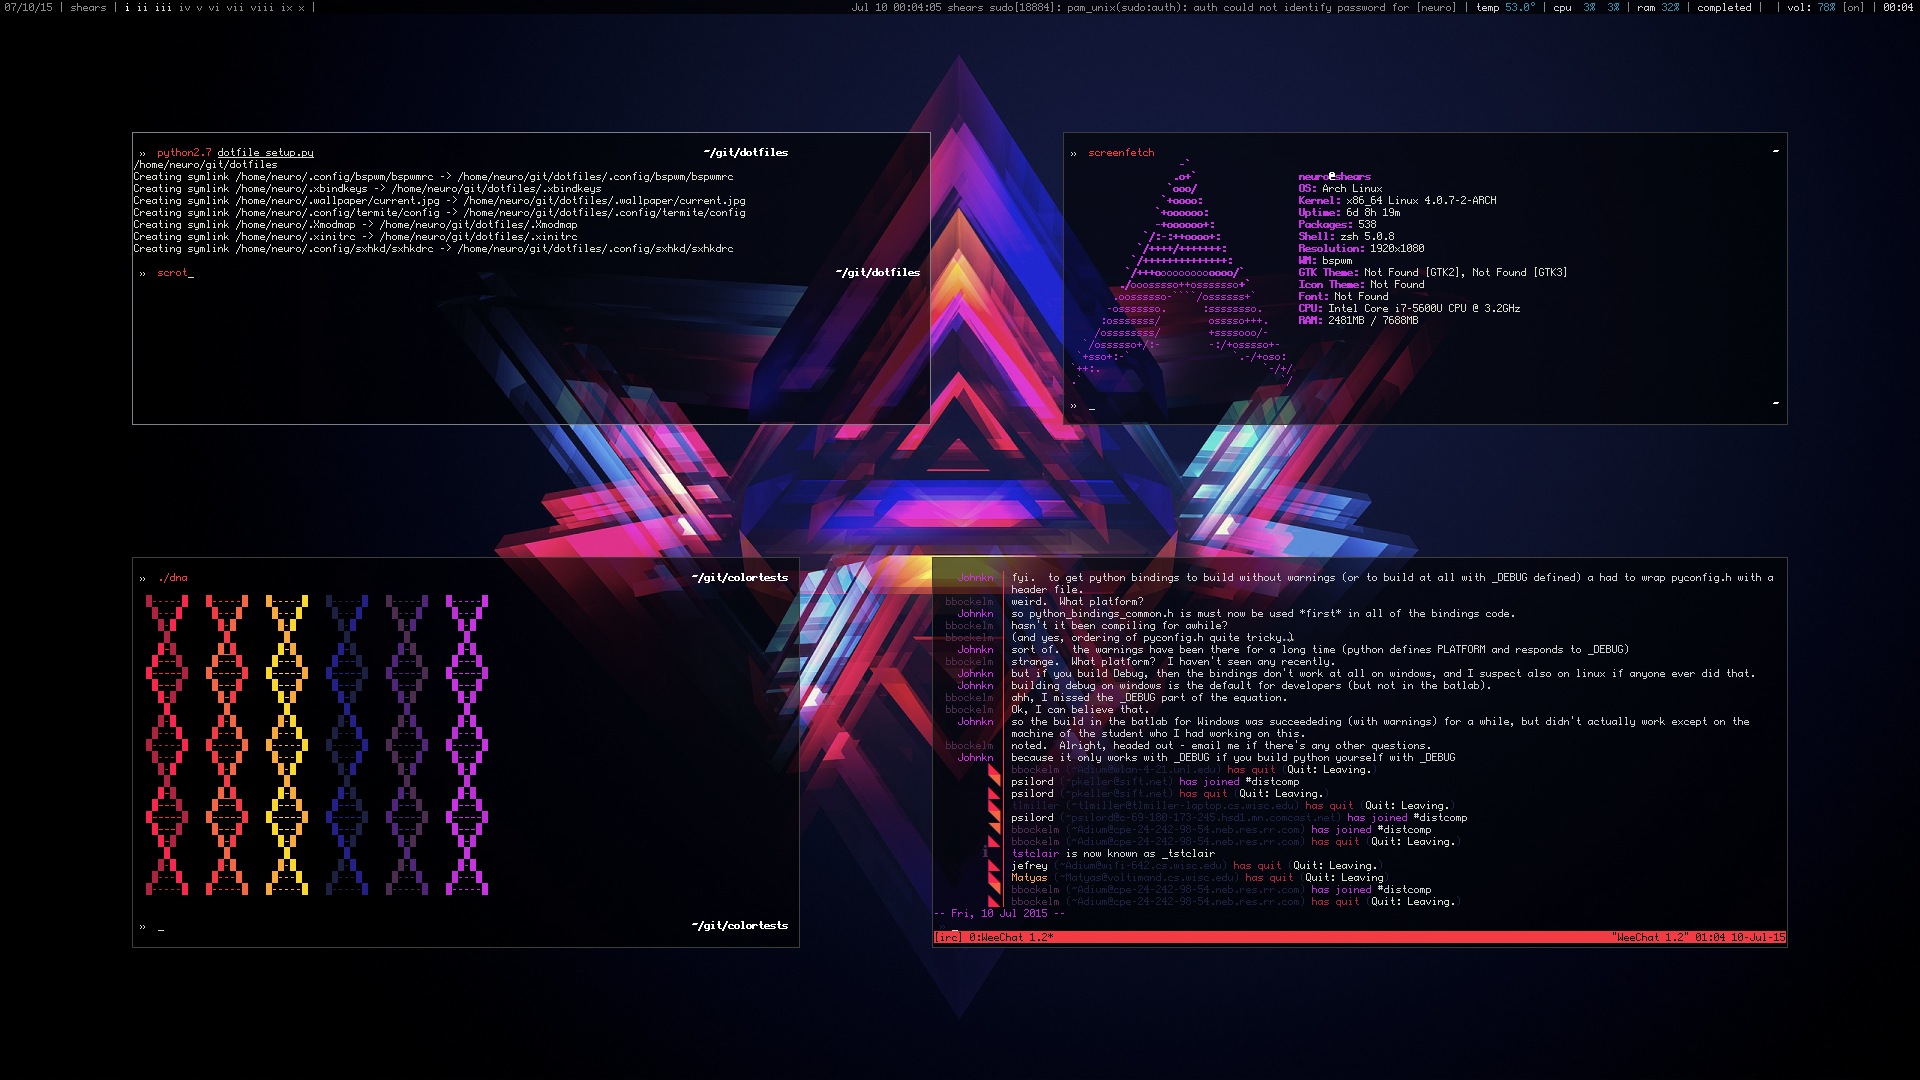 07/10/15 | shears | i ii iii iv v vi vii viii ix x |
Jul 10 00:04:05 shears sudo[18884]: pam_unix(sudo:auth): auth could not identify password for [neuro] | temp 53.0° | cpu 3% 3% | ram 32% | completed | | vol: 78% [on] | 00:04
» python2.7 dotfile_setup.py ~/git/dotfiles
/home/neuro/git/dotfiles
Creating symlink /home/neuro/.config/bspwm/bspwmrc -> /home/neuro/git/dotfiles/.config/bspwm/bspwmrc
Creating symlink /home/neuro/.xbindkeys -> /home/neuro/git/dotfiles/.xbindkeys
Creating symlink /home/neuro/.wallpaper/current.jpg -> /home/neuro/git/dotfiles/.wallpaper/current.jpg
Creating symlink /home/neuro/.config/termite/config -> /home/neuro/git/dotfiles/.config/termite/config
Creating symlink /home/neuro/.Xmodmap -> /home/neuro/git/dotfiles/.Xmodmap
Creating symlink /home/neuro/.xinitrc -> /home/neuro/git/dotfiles/.xinitrc
Creating symlink /home/neuro/.config/sxhkd/sxhkdrc -> /home/neuro/git/dotfiles/.config/sxhkd/sxhkdrc
» scrot_ ~/git/dotfiles
» screenfetch ~
neuro@shears
OS: Arch Linux
Kernel: x86_64 Linux 4.0.7-2-ARCH
Uptime: 6d 8h 19m
Packages: 538
Shell: zsh 5.0.8
Resolution: 1920x1080
WM: bspwm
GTK Theme: Not Found [GTK2], Not Found [GTK3]
Icon Theme: Not Found
Font: Not Found
CPU: Intel Core i7-5600U CPU @ 3.2GHz
RAM: 2481MB / 7688MB
» _ ~
» ./dna ~/git/colortests
» _ ~/git/colortests
Johnkn fyi. to get python bindings to build without warnings (or to build at all with _DEBUG defined) a had to wrap pyconfig.h with a
header file.
bbockelm weird. What platform?
Johnkn so python_bindings_common.h is must now be used *first* in all of the bindings code.
bbockelm hasn't it been compiling for awhile?
bbockelm (and yes, ordering of pyconfig.h quite tricky..)
Johnkn sort of. the warnings have been there for a long time (python defines PLATFORM and responds to _DEBUG)
bbockelm strange. What platform? I haven't seen any recently.
Johnkn but if you build Debug, then the bindings don't work at all on windows, and I suspect also on linux if anyone ever did that.
Johnkn building debug on windows is the default for developers (but not in the batlab).
bbockelm ahh, I missed the _DEBUG part of the equation.
bbockelm Ok, I can believe that.
Johnkn so the build in the batlab for Windows was succeededing (with warnings) for a while, but didn't actually work except on the
machine of the student who I had working on this.
bbockelm noted. Alright, headed out - email me if there's any other questions.
Johnkn because it only works with _DEBUG if you build python yourself with _DEBUG
bbockelm (~Adium@wlan-4-21.unl.edu) has quit (Quit: Leaving.)
psilord (~pkeller@sift.net) has joined #distcomp
psilord (~pkeller@sift.net) has quit (Quit: Leaving.)
tlmiller (~tlmiller@tlmiller-laptop.cs.wisc.edu) has quit (Quit: Leaving.)
psilord (~psilord@c-69-180-173-245.hsd1.mn.comcast.net) has joined #distcomp
bbockelm (~Adium@cpe-24-242-98-54.neb.res.rr.com) has joined #distcomp
bbockelm (~Adium@cpe-24-242-98-54.neb.res.rr.com) has quit (Quit: Leaving.)
tstclair is now known as _tstclair
jefrey (~Adium@wifi-642.cs.wisc.edu) has quit (Quit: Leaving.)
Matyas (~Matyas@voltimand.cs.wisc.edu) has quit (Quit: Leaving)
bbockelm (~Adium@cpe-24-242-98-54.neb.res.rr.com) has joined #distcomp
bbockelm (~Adium@cpe-24-242-98-54.neb.res.rr.com) has quit (Quit: Leaving.)
-- Fri, 10 Jul 2015 --
[irc] 0:WeeChat 1.2* "WeeChat 1.2" 01:04 10-Jul-15